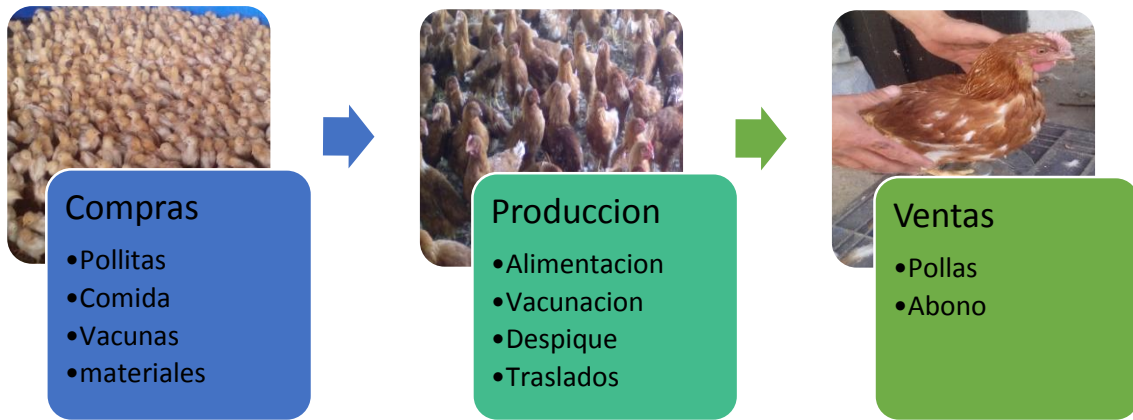 Compras
•Pollitas
•Comida
•Vacunas
•materiales
Produccion
•Alimentacion
•Vacunacion
•Despique
•Traslados
Ventas
•Pollas
•Abono